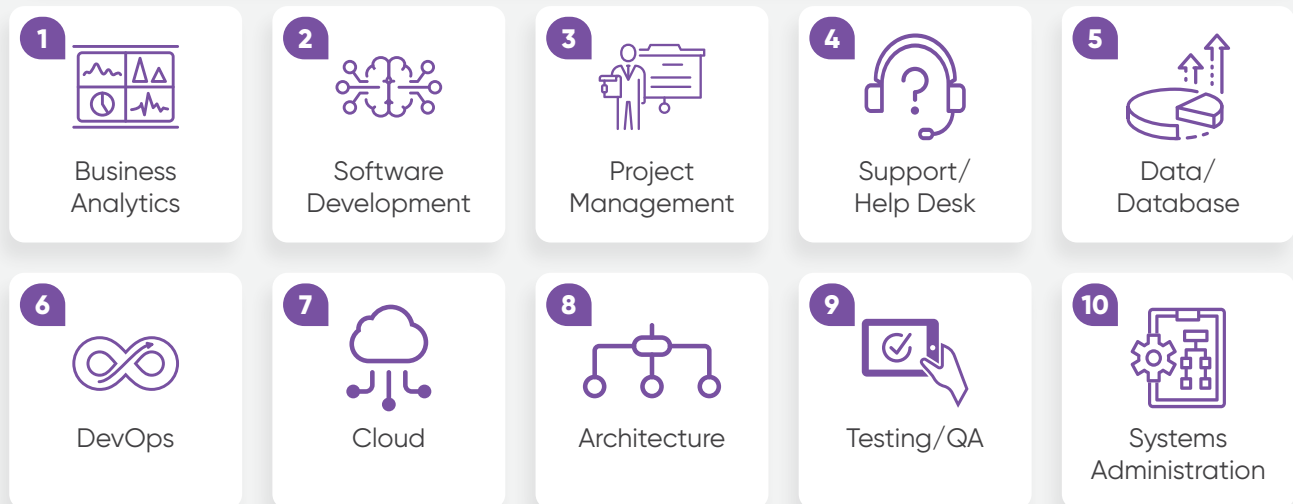 1
Business
Analytics
2
Software
Development
3
Project
Management
4
?
Support/
Help Desk
5
Data/
Database
6
DevOps
7
Cloud
8
Architecture
9
Testing/QA
10
Systems
Administration